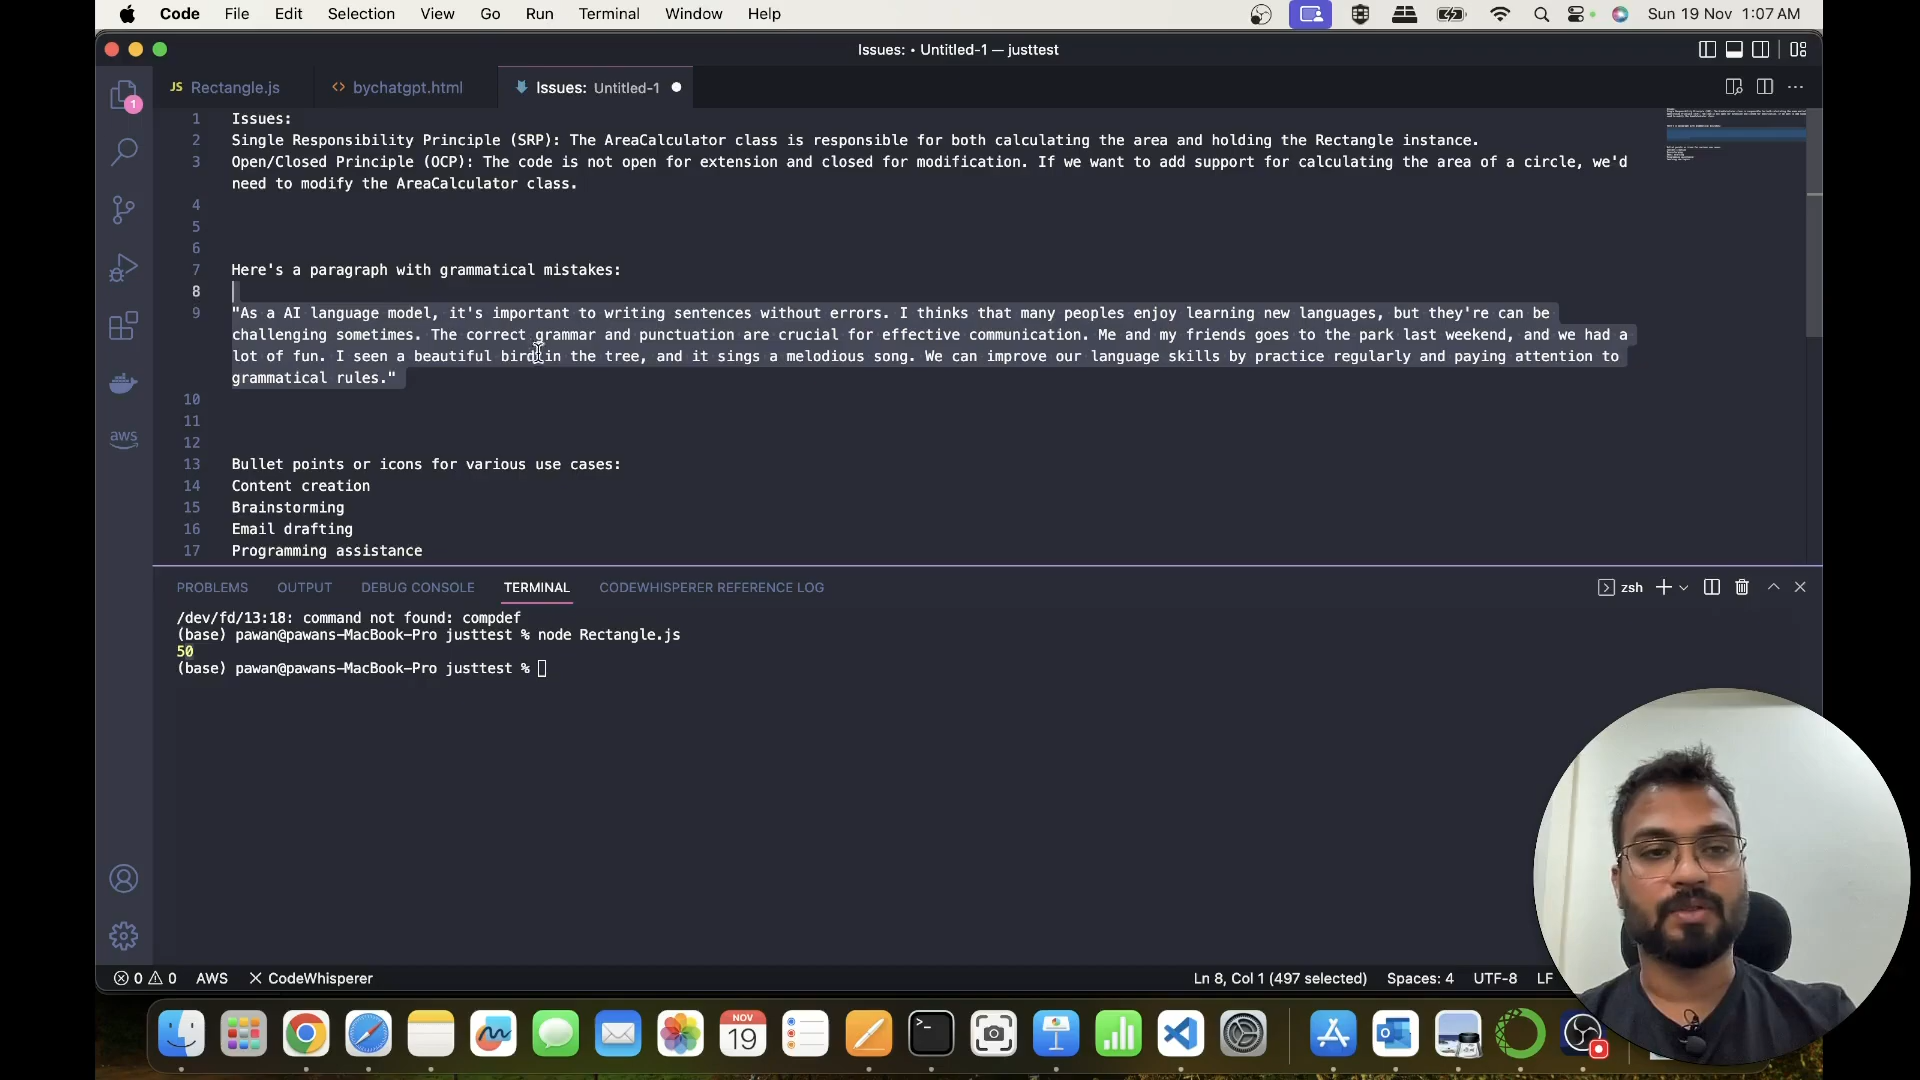 Code File Edit Selection View Go Run Terminal Window Help Sun 19 Nov 1:07 AM
Issues: • Untitled-1 — justtest
JS Rectangle.js <> bychatgpt.html Issues: Untitled-1
1 Issues:
2 Single Responsibility Principle (SRP): The AreaCalculator class is responsible for both calculating the area and holding the Rectangle instance.
3 Open/Closed Principle (OCP): The code is not open for extension and closed for modification. If we want to add support for calculating the area of a circle, we'd
need to modify the AreaCalculator class.
4
5
6
7 Here's a paragraph with grammatical mistakes:
8
9 "As a AI language model, it's important to writing sentences without errors. I thinks that many peoples enjoy learning new languages, but they're can be
challenging sometimes. The correct grammar and punctuation are crucial for effective communication. Me and my friends goes to the park last weekend, and we had a
lot of fun. I seen a beautiful bird in the tree, and it sings a melodious song. We can improve our language skills by practice regularly and paying attention to
grammatical rules."
10
11
12
13 Bullet points or icons for various use cases:
14 Content creation
15 Brainstorming
16 Email drafting
17 Programming assistance
1
aws
PROBLEMS OUTPUT DEBUG CONSOLE TERMINAL CODEWHISPERER REFERENCE LOG zsh
/dev/fd/13:18: command not found: compdef
(base) pawan@pawans-MacBook-Pro justtest % node Rectangle.js
50
(base) pawan@pawans-MacBook-Pro justtest %
0 0 AWS CodeWhisperer Ln 8, Col 1 (497 selected) Spaces: 4 UTF-8 LF
NOV
19